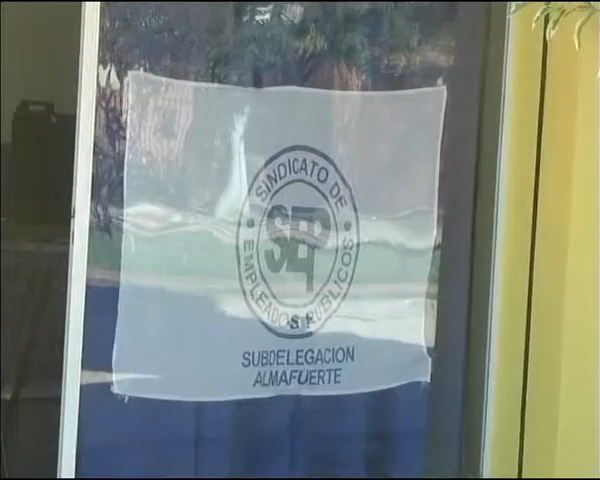 SINDICATO DE
SEP
EMPLEADOS PUBLICOS
SUBDELEGACION
ALMAFUERTE